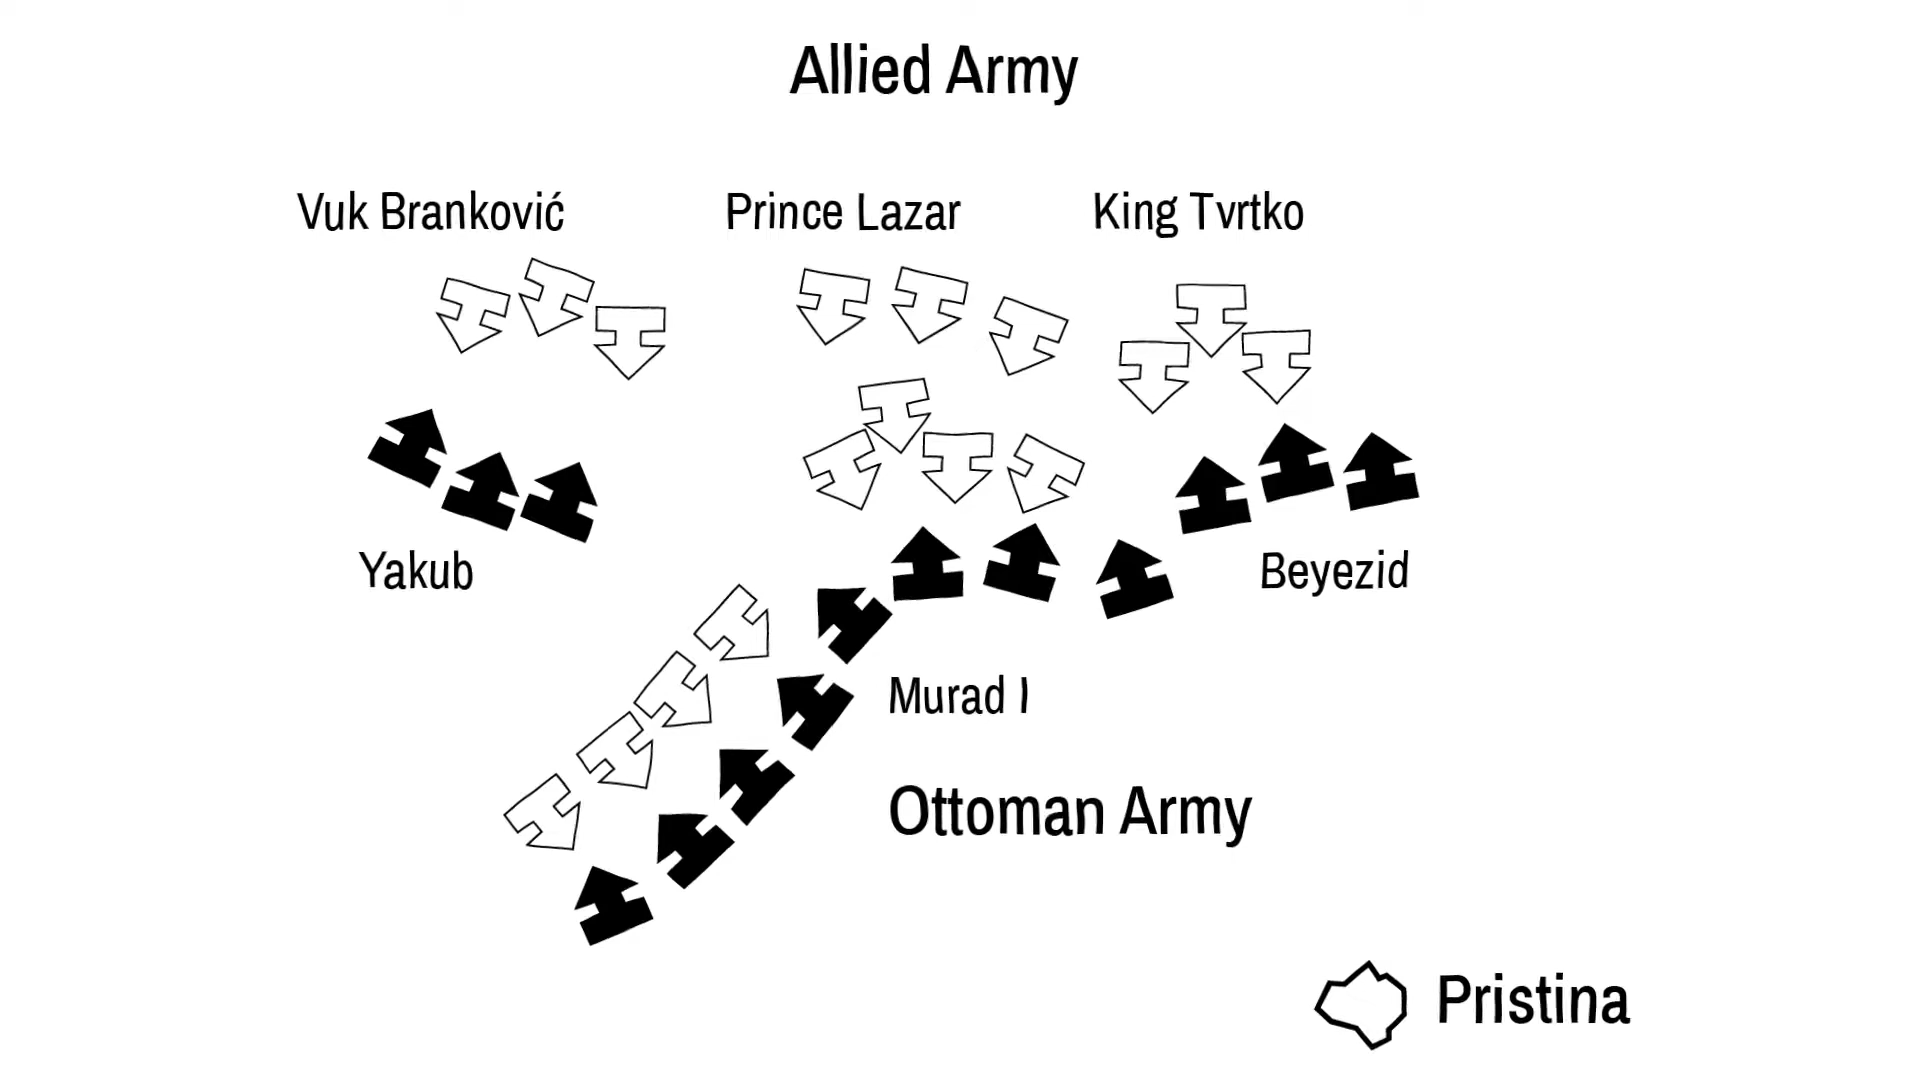 Allied Army
Vuk Branković
Prince Lazar
King Tvrtko
Yakub
Beyezid
Murad I
Ottoman Army
Pristina